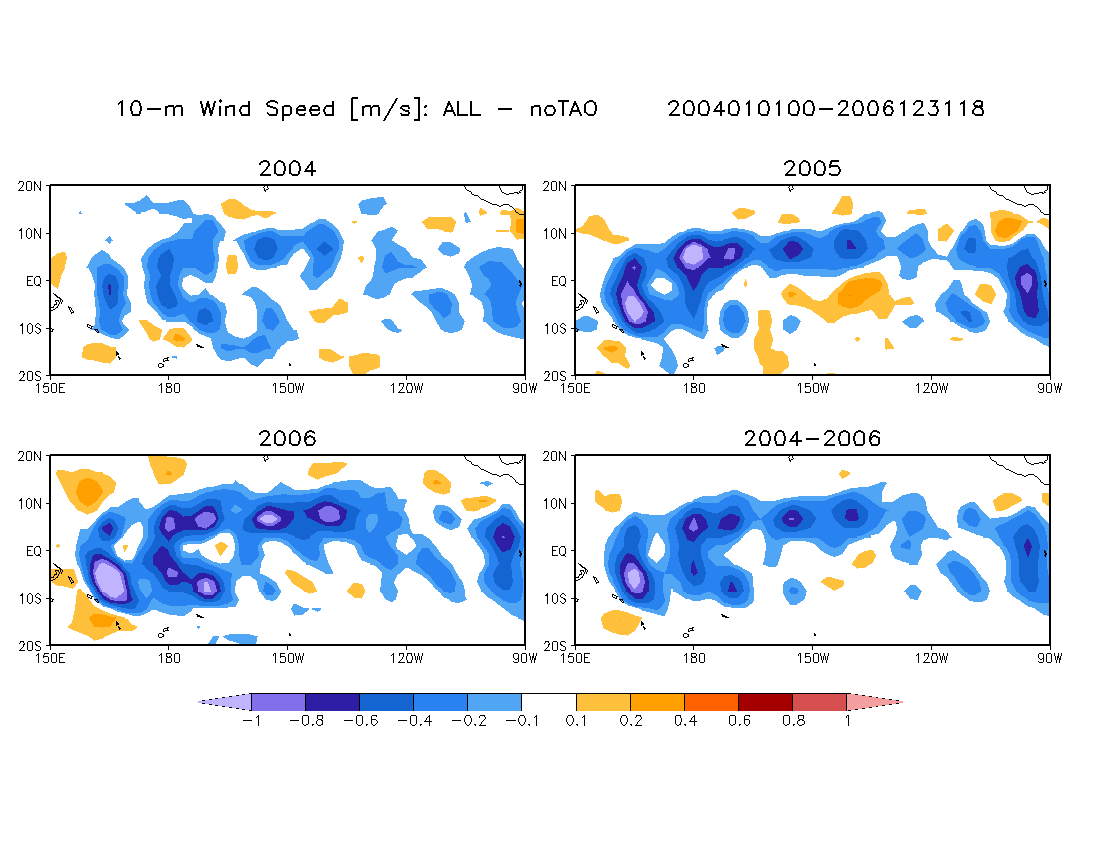 10-m Wind Speed [m/s]: ALL - noTAO 2004010100-2006123118
2004 2005
20N 20N
10N 10N
EQ EQ
10S 10S
20S 20S
150E 180 150W 120W 90W 150E 180 150W 120W 90W
2006 2004-2006
20N 20N
10N 10N
EQ EQ
10S 10S
20S 20S
150E 180 150W 120W 90W 150E 180 150W 120W 90W
-1 -0.8 -0.6 -0.4 -0.2 -0.1 0.1 0.2 0.4 0.6 0.8 1